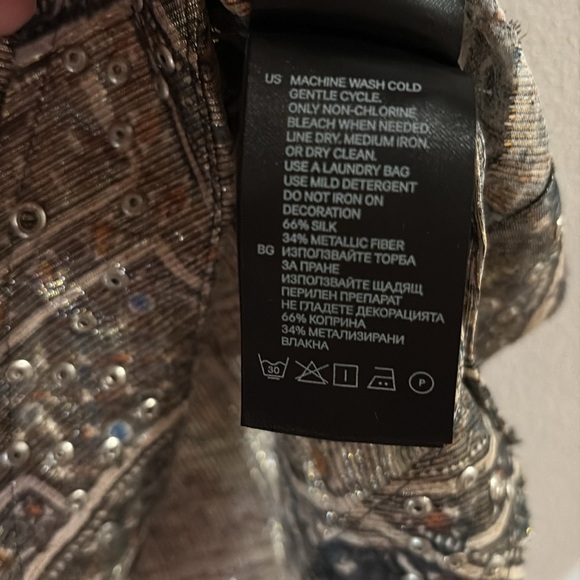 US MACHINE WASH COLD
GENTLE CYCLE.
ONLY NON-CHLORINE
BLEACH WHEN NEEDED.
LINE DRY, MEDIUM IRON.
OR DRY CLEAN.
USE A LAUNDRY BAG
USE MILD DETERGENT
DO NOT IRON ON
DECORATION
66% SILK
34% METALLIC FIBER
BG ИЗПОЛЗВАЙТЕ ТОРБА
ЗА ПРАНЕ
ИЗПОЛЗВАЙТЕ ЩАДЯЩ
ПЕРИЛЕН ПРЕПАРАТ
НЕ ГЛАДЕТЕ ДЕКОРАЦИЯТА
66% КОПРИНА
34% МЕТАЛИЗИРАНИ
ВЛАКНА
30 P